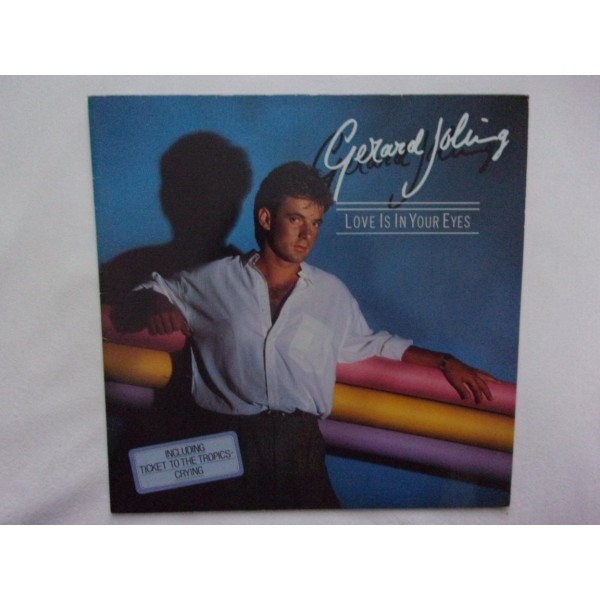 Gerard Joling
LOVE IS IN YOUR EYES
INCLUDING
TICKET TO THE TROPICS-
CRYING